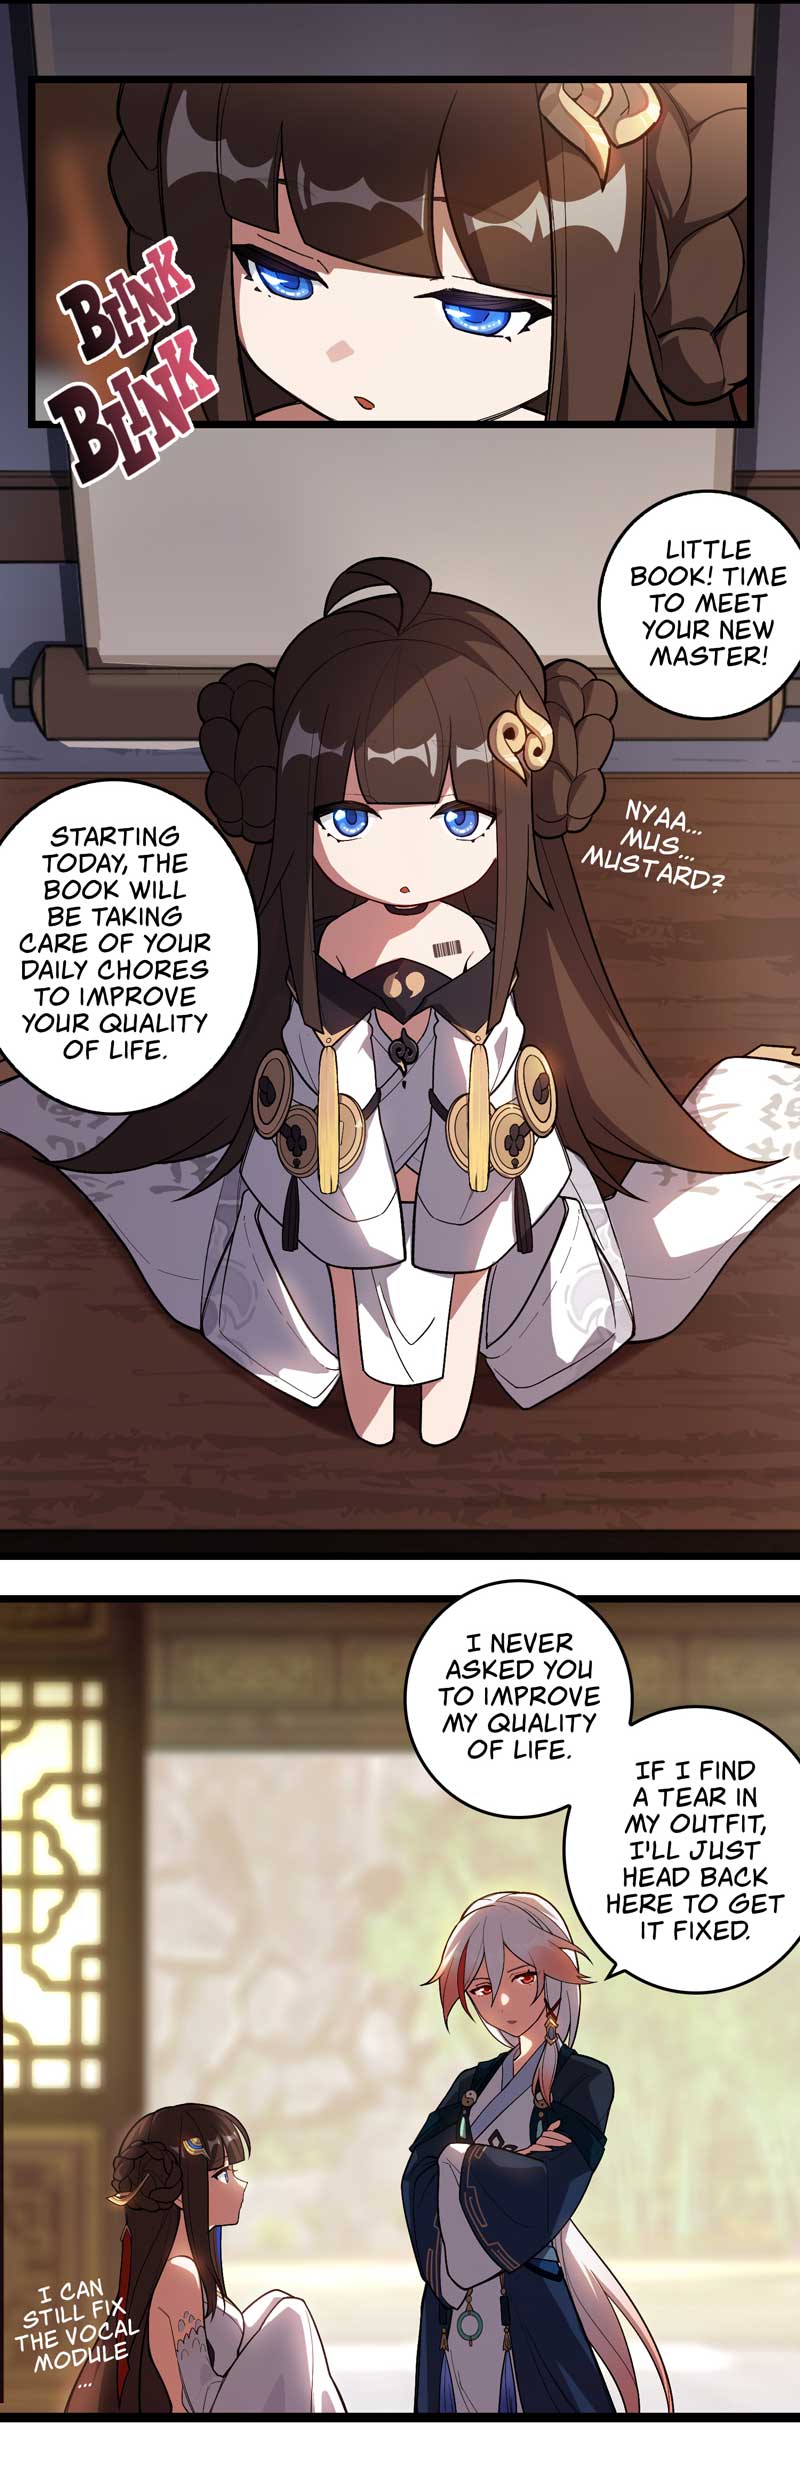 BLINK
BLINK
LITTLE
BOOK! TIME
TO MEET
YOUR NEW
MASTER!
NYAA...
MUS...
MUSTARD?
STARTING
TODAY, THE
BOOK WILL
BE TAKING
CARE OF YOUR
DAILY CHORES
TO IMPROVE
YOUR QUALITY
OF LIFE.
I NEVER
ASKED YOU
TO IMPROVE
MY QUALITY
OF LIFE.
IF I FIND
A TEAR IN
MY OUTFIT,
I'LL JUST
HEAD BACK
HERE TO GET
IT FIXED.
I CAN
STILL FIX
THE VOCAL
MODULE
...